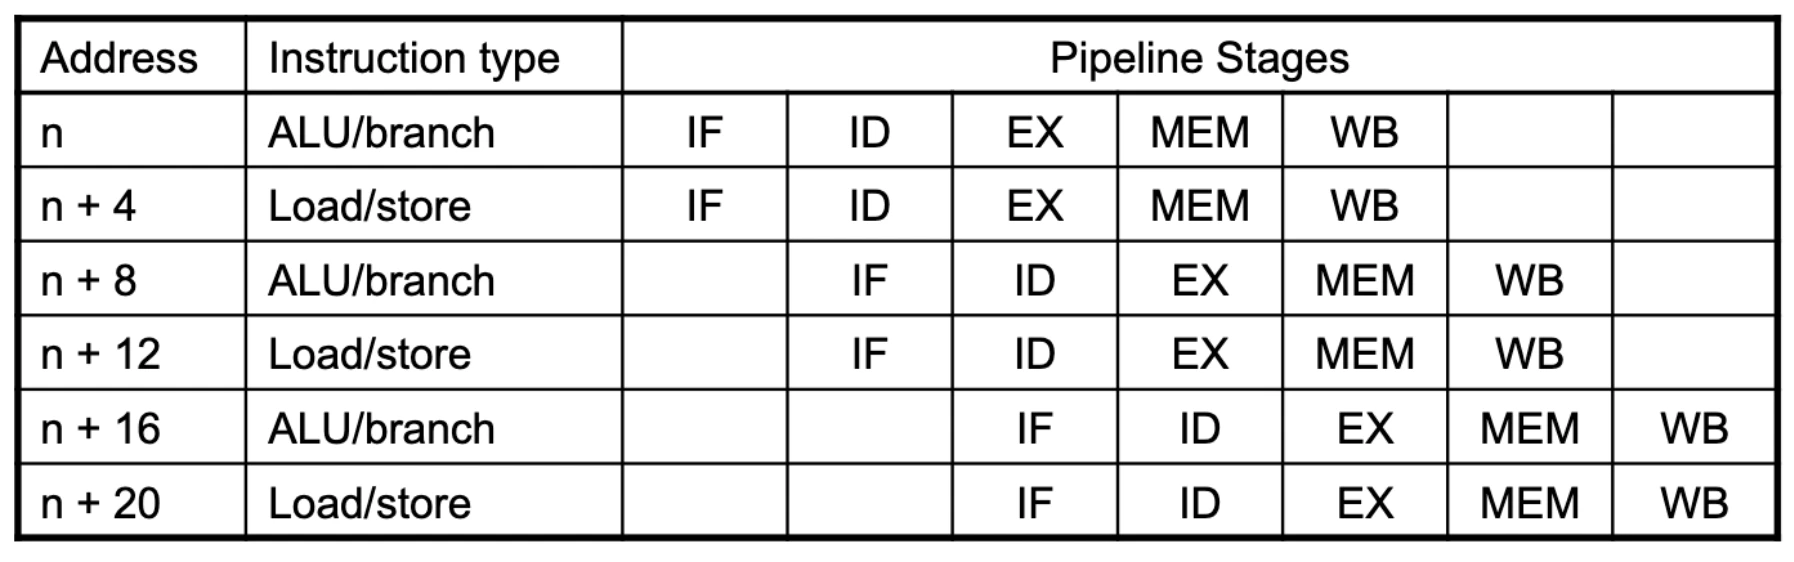 Address Instruction type Pipeline Stages
n ALU/branch IF ID EX MEM WB
n + 4 Load/store IF ID EX MEM WB
n + 8 ALU/branch IF ID EX MEM WB
n + 12 Load/store IF ID EX MEM WB
n + 16 ALU/branch IF ID EX MEM WB
n + 20 Load/store IF ID EX MEM WB